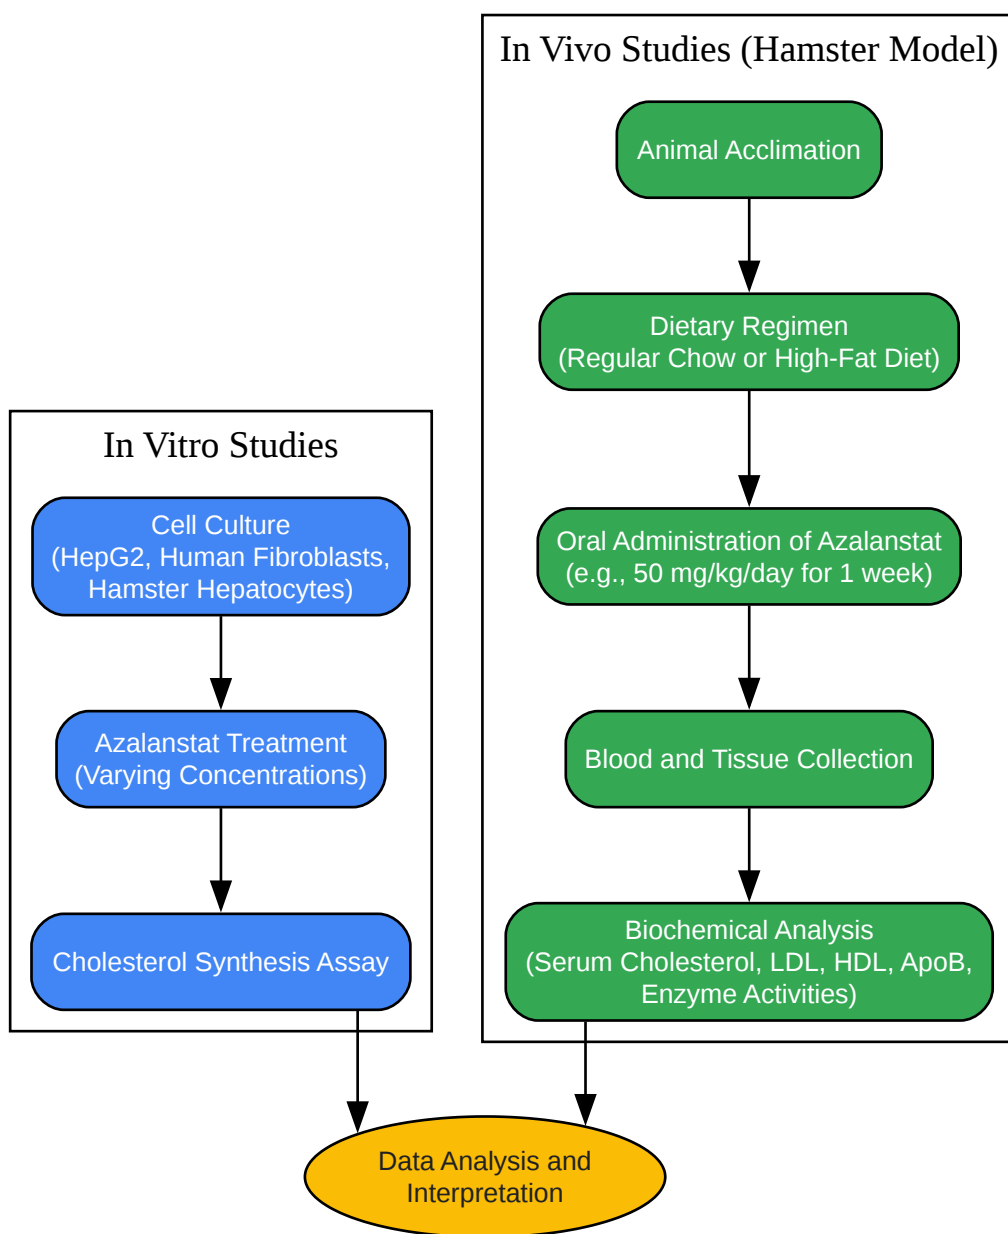 In Vivo Studies (Hamster Model)
Animal Acclimation
Dietary Regimen
(Regular Chow or High-Fat Diet)
Oral Administration of Azalanstat
(e.g., 50 mg/kg/day for 1 week)
Blood and Tissue Collection
Biochemical Analysis
(Serum Cholesterol, LDL, HDL, ApoB,
Enzyme Activities)
In Vitro Studies
Cell Culture
(HepG2, Human Fibroblasts,
Hamster Hepatocytes)
Azalanstat Treatment
(Varying Concentrations)
Cholesterol Synthesis Assay
Data Analysis and
Interpretation